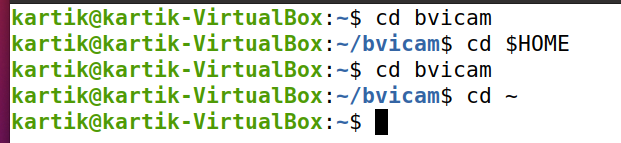 kartik@kartik-VirtualBox:~$ cd bvicam
kartik@kartik-VirtualBox:~/bvicam$ cd $HOME
kartik@kartik-VirtualBox:~$ cd bvicam
kartik@kartik-VirtualBox:~/bvicam$ cd ~
kartik@kartik-VirtualBox:~$